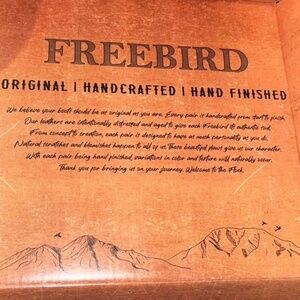 FREEBIRD
ORIGINAL | HANDCRAFTED | HAND FINISHED
We believe your boots should be as original as you are. Every pair is handcrafted from start to finish.
Our leathers are intentionally distressed and aged to give each Freebird its authentic soul.
From concept to creation, each pair is designed to have as much personality as you do.
Natural scratches and blemishes happen to all of us. These beautiful flaws give us our character.
With each pair being hand finished, variations in color and texture will naturally occur.
Thank you for bringing us on your journey. Welcome to the Flock.